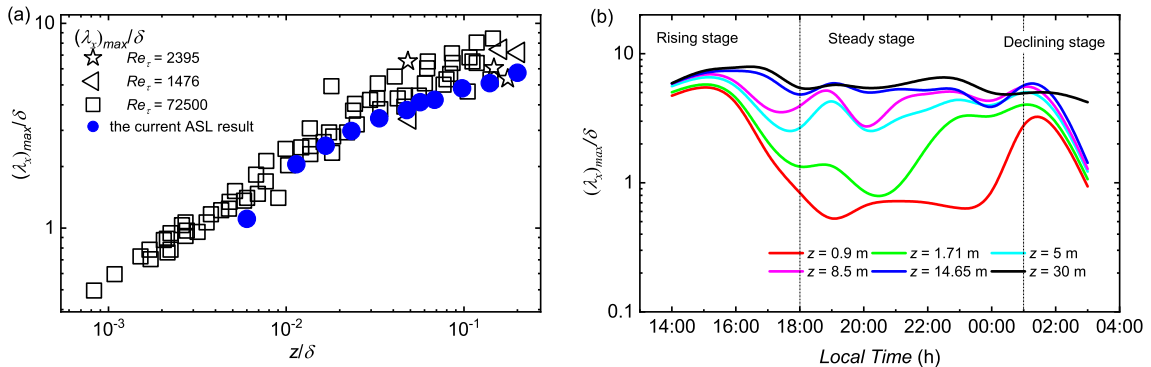 (a)
(λₓ)ₘₐₓ/δ
10
1
10⁻³
10⁻²
10⁻¹
z/δ
(λₓ)ₘₐₓ/δ
Re_τ = 2395
Re_τ = 1476
Re_τ = 72500
the current ASL result
(b)
(λₓ)ₘₐₓ/δ
10
1
0.1
Rising stage
Steady stage
Declining stage
z = 0.9 m
z = 1.71 m
z = 5 m
z = 8.5 m
z = 14.65 m
z = 30 m
14:00 16:00 18:00 20:00 22:00 00:00 02:00 04:00
Local Time (h)